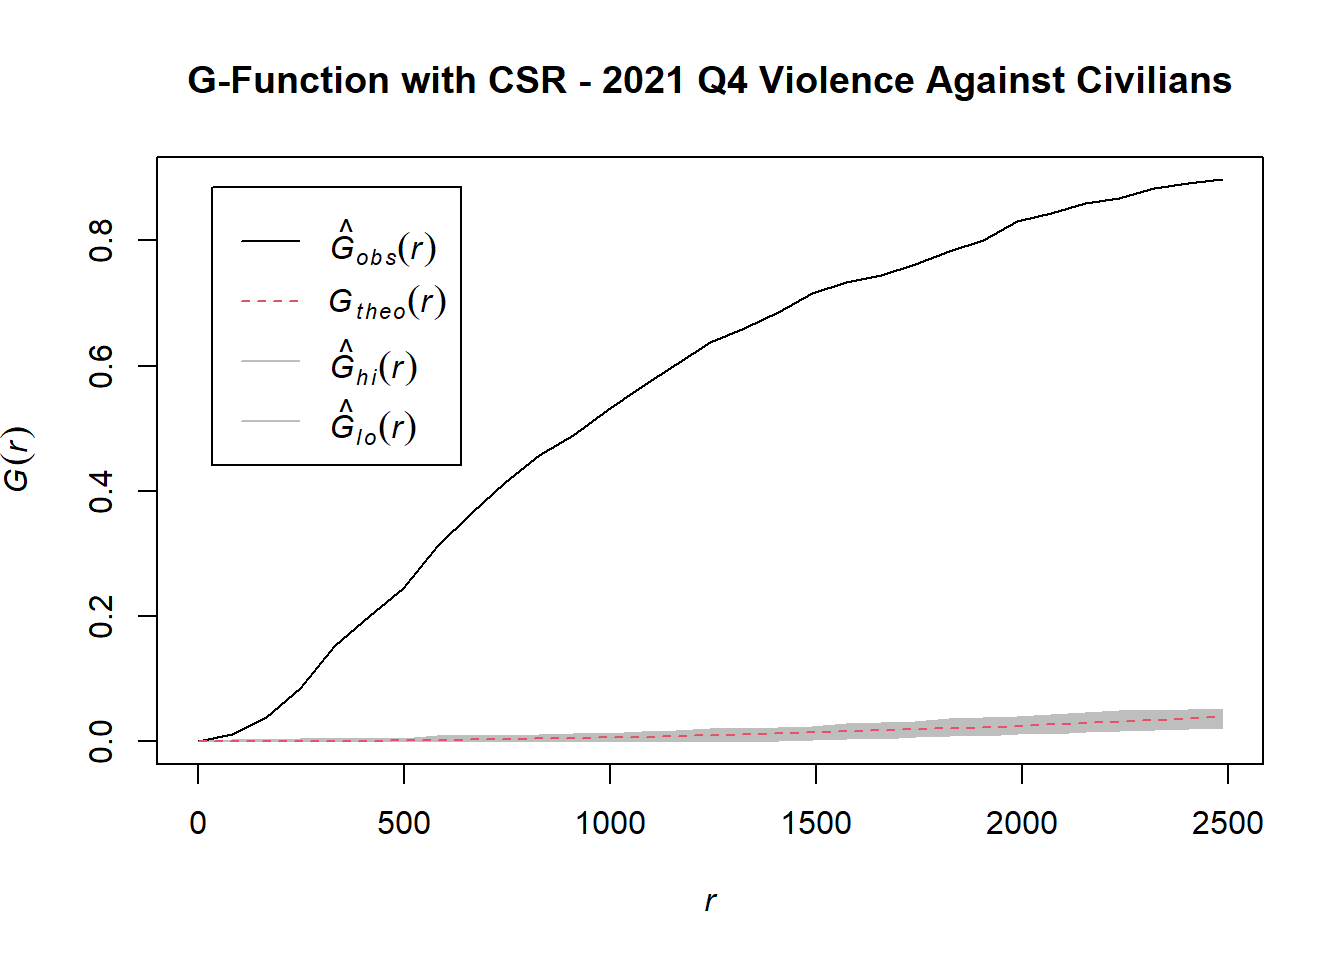 G-Function with CSR - 2021 Q4 Violence Against Civilians
Ĝobs(r)
Gtheo(r)
Ĝhi(r)
Ĝlo(r)
G(r)
0.8
0.6
0.4
0.2
0.0
0 500 1000 1500 2000 2500
r